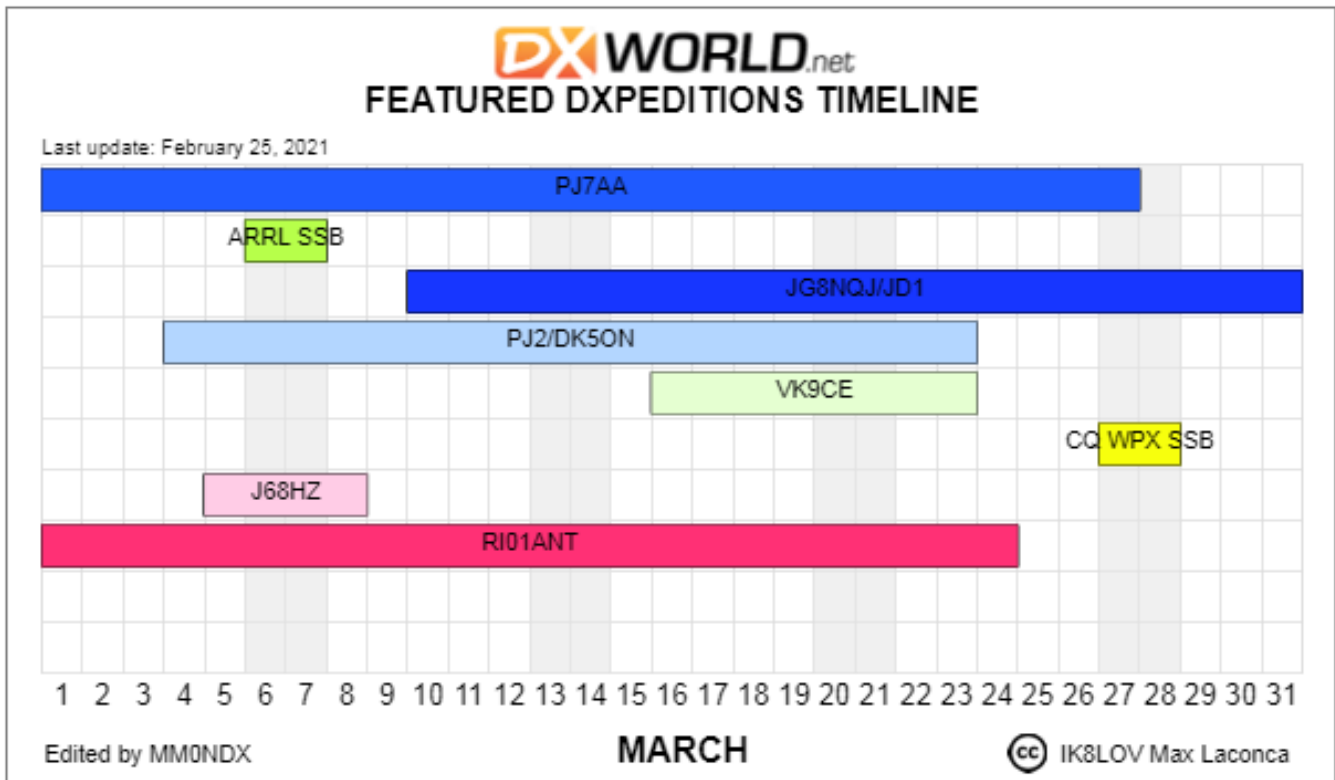 DX WORLD.net
FEATURED DXPEDITIONS TIMELINE
Last update: February 25, 2021
PJ7AA
ARRL SSB
JG8NQJ/JD1
PJ2/DK5ON
VK9CE
CQ WPX SSB
J68HZ
RI01ANT
1 2 3 4 5 6 7 8 9 10 11 12 13 14 15 16 17 18 19 20 21 22 23 24 25 26 27 28 29 30 31
Edited by MM0NDX MARCH cc IK8LOV Max Laconca